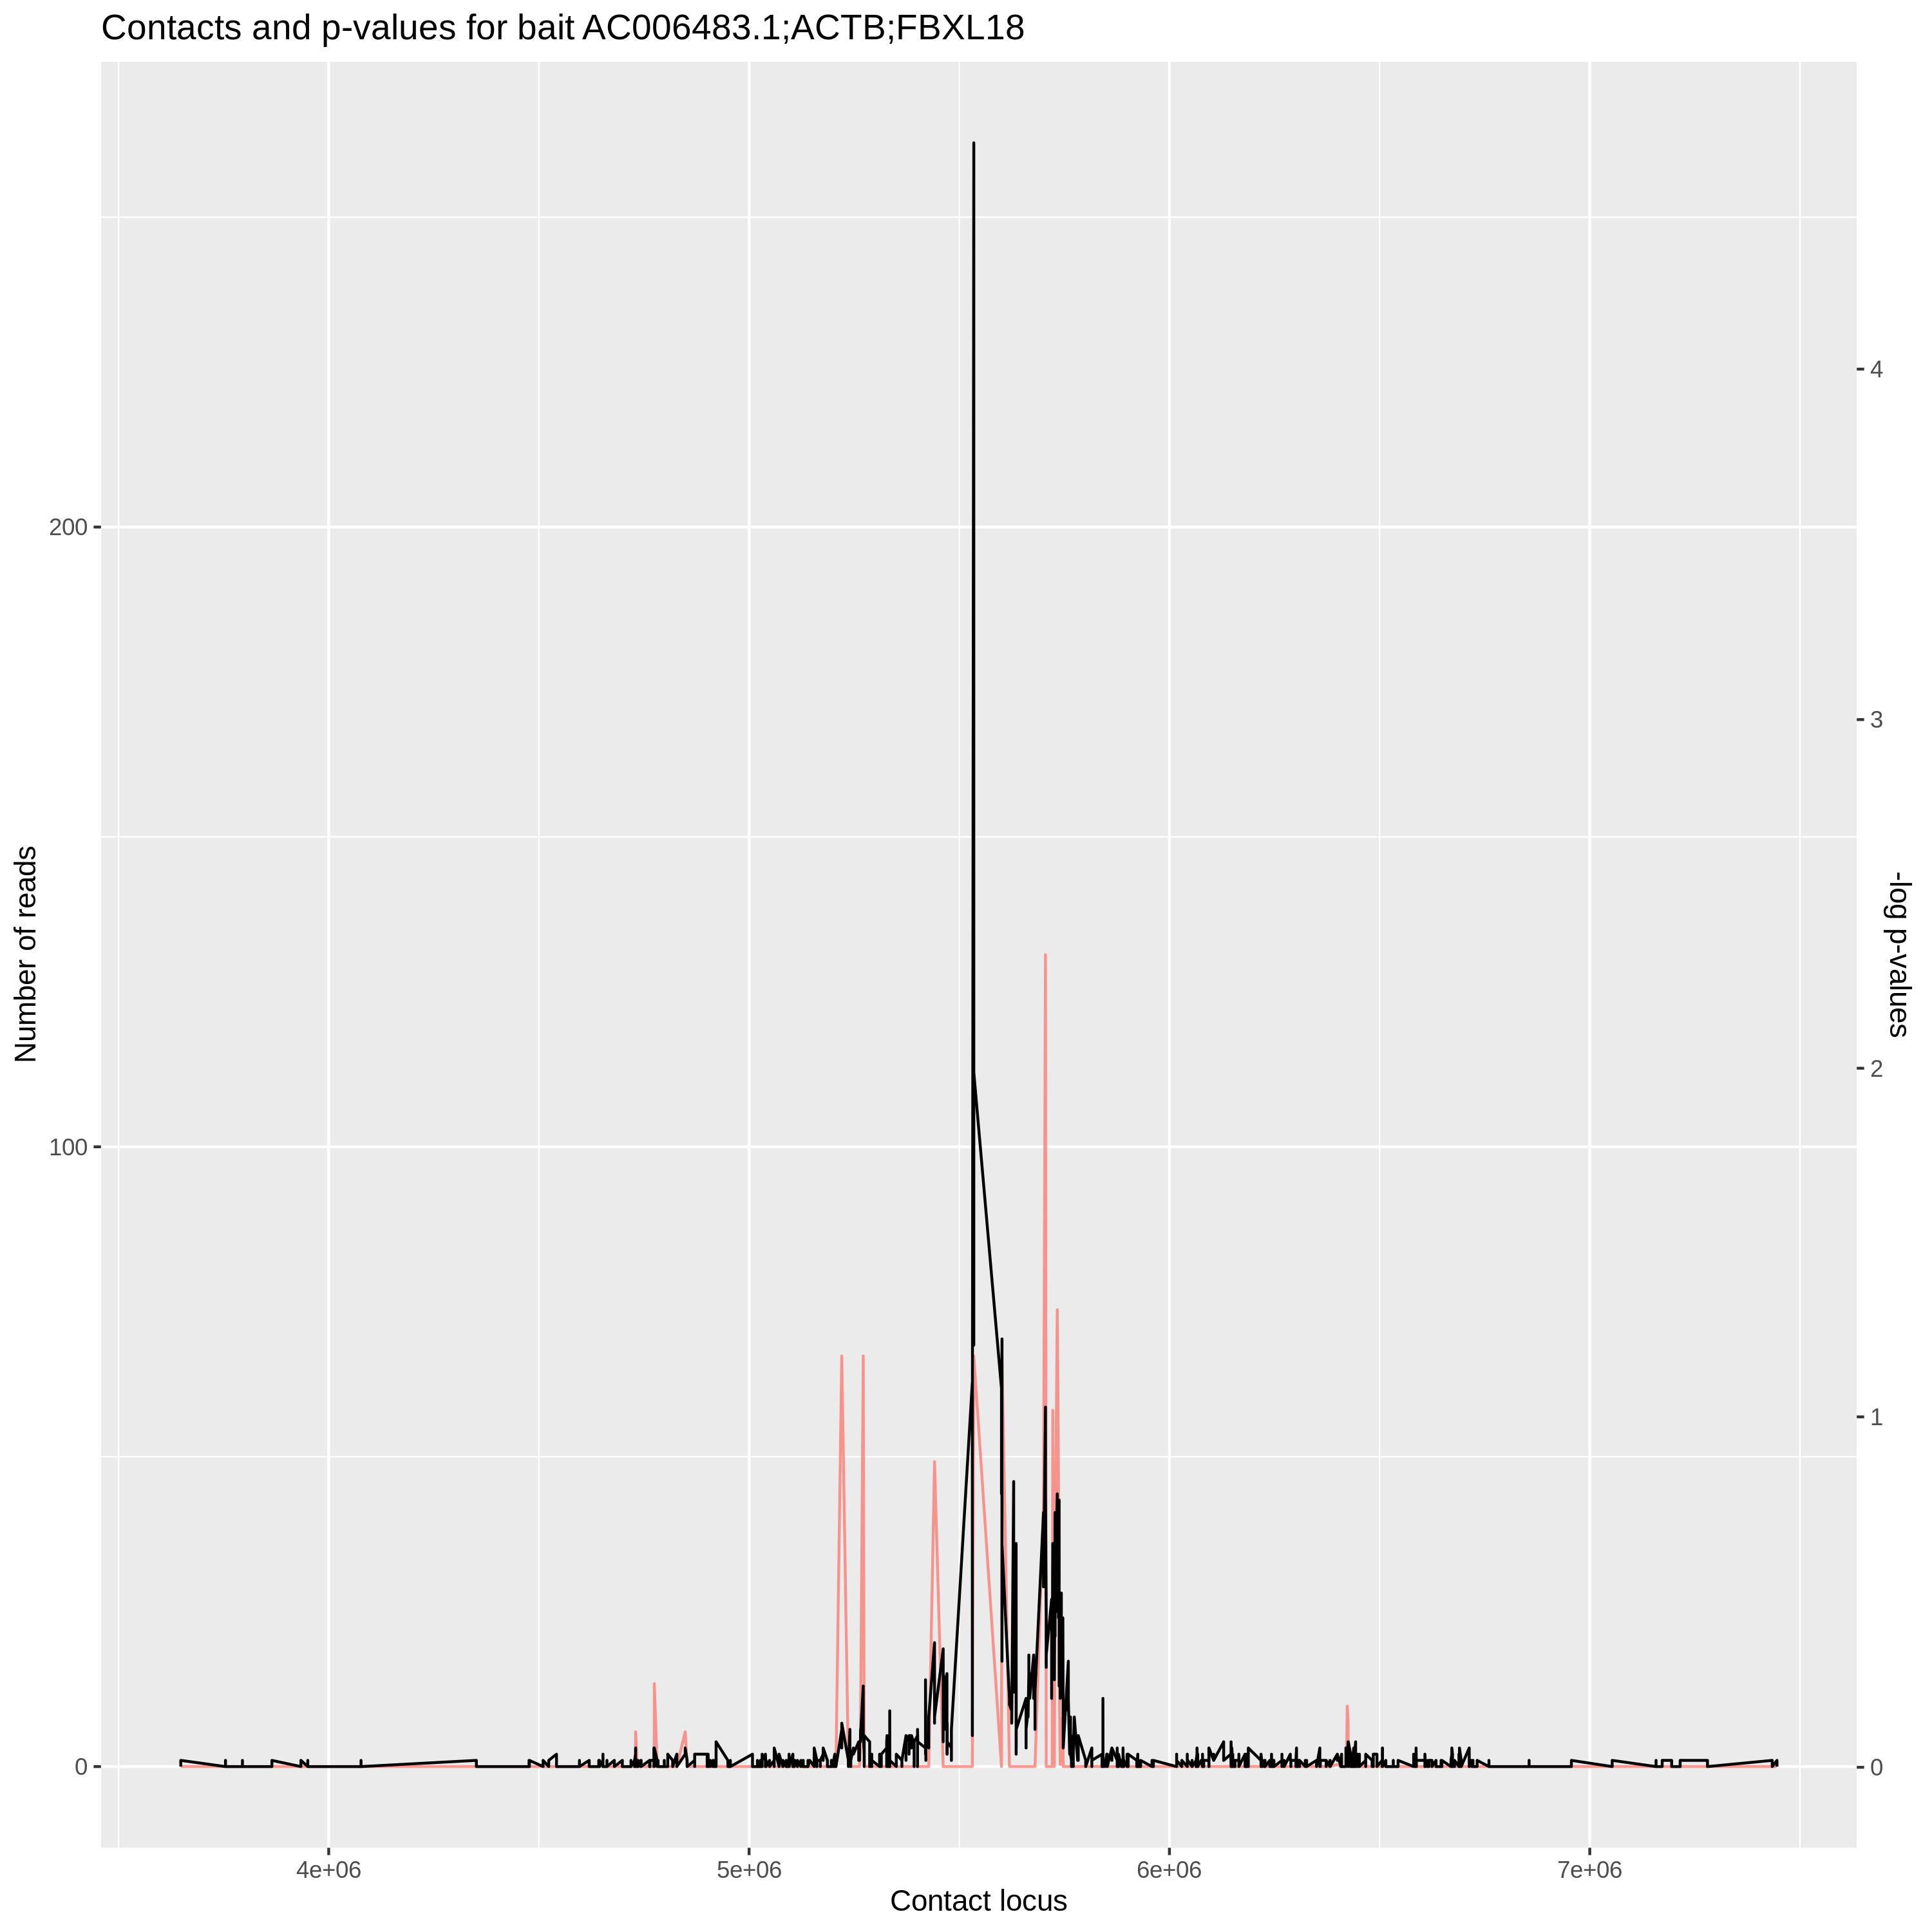 Contacts and p-values for bait AC006483.1;ACTB;FBXL18
Number of reads
200
100
0
4
3
2
1
0
-log p-values
4e+06 5e+06 6e+06 7e+06
Contact locus